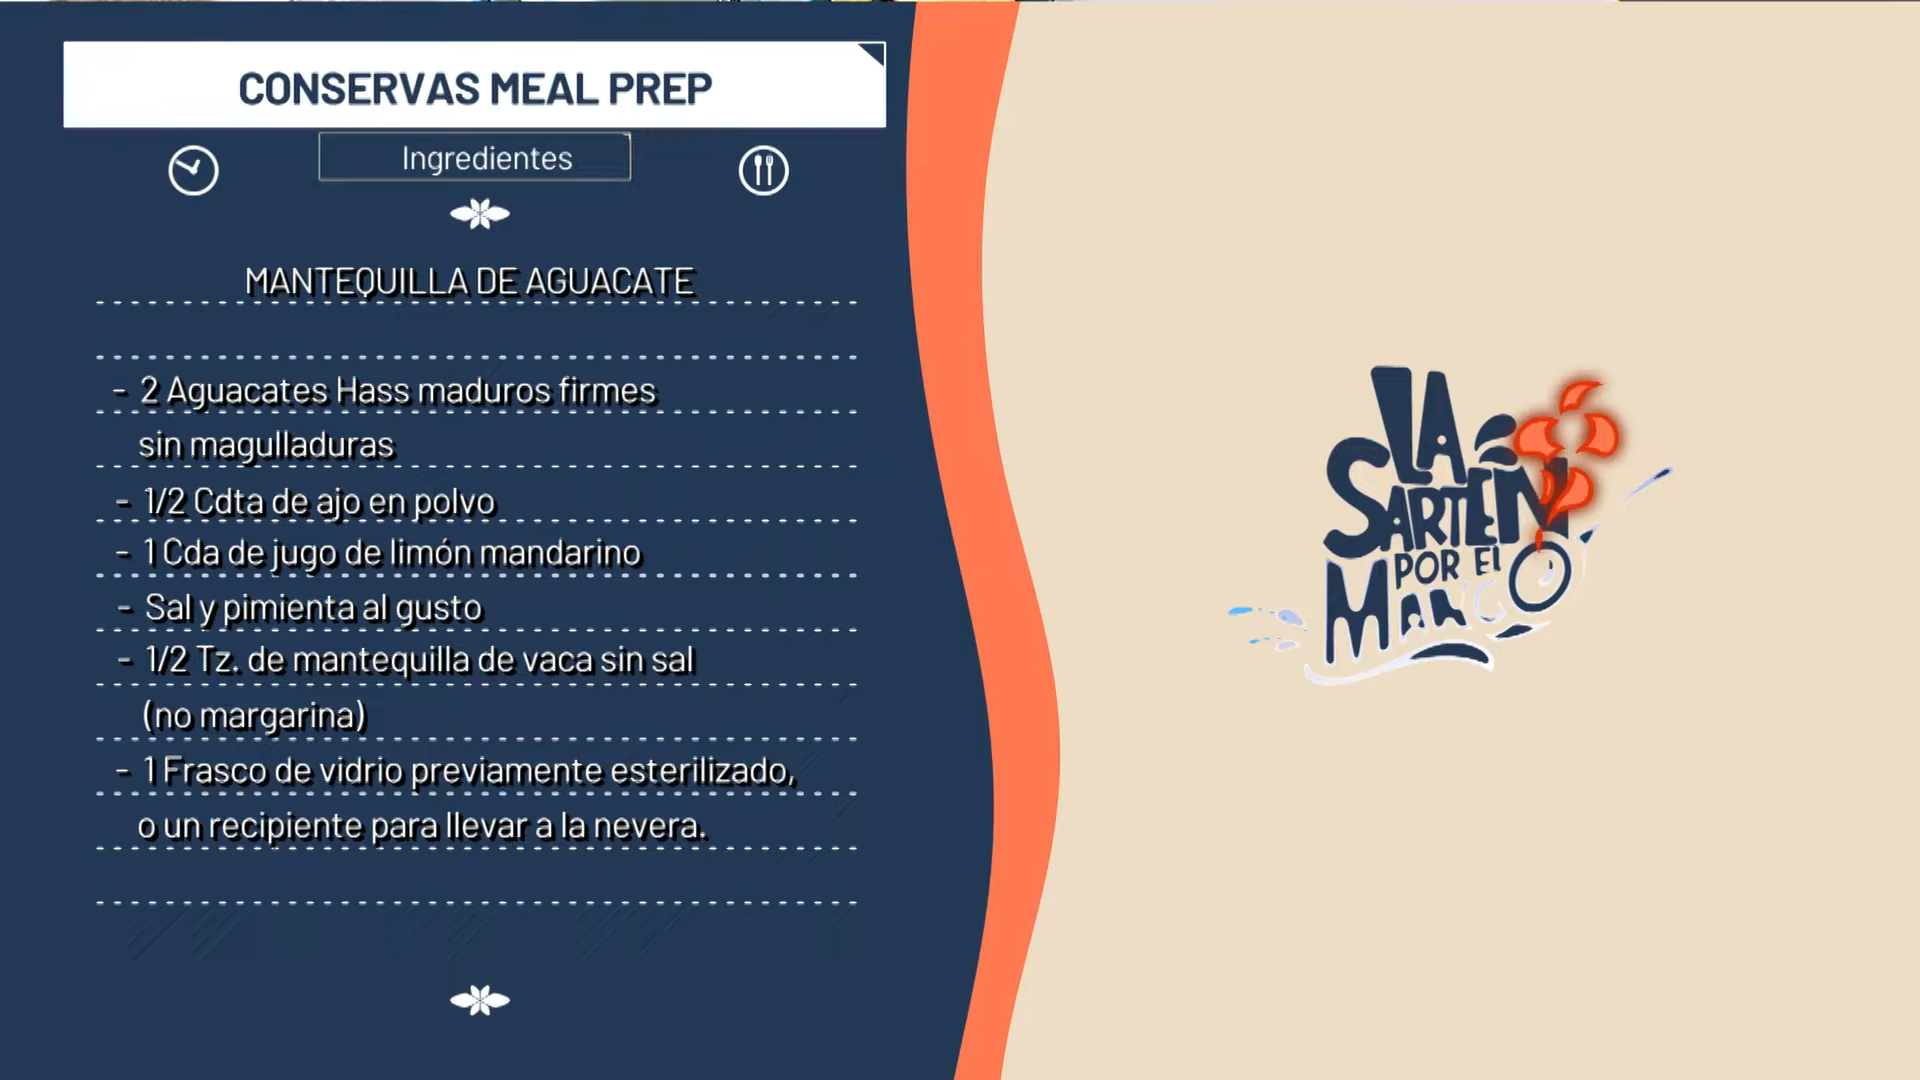 CONSERVAS MEAL PREP
Ingredientes
MANTEQUILLA DE AGUACATE
- 2 Aguacates Hass maduros firmes
sin magulladuras
- 1/2 Cdta de ajo en polvo
- 1 Cda de jugo de limón mandarino
- Sal y pimienta al gusto
- 1/2 Tz. de mantequilla de vaca sin sal
(no margarina)
- 1 Frasco de vidrio previamente esterilizado,
o un recipiente para llevar a la nevera.
LA
SARTEN
POR El
MANGO